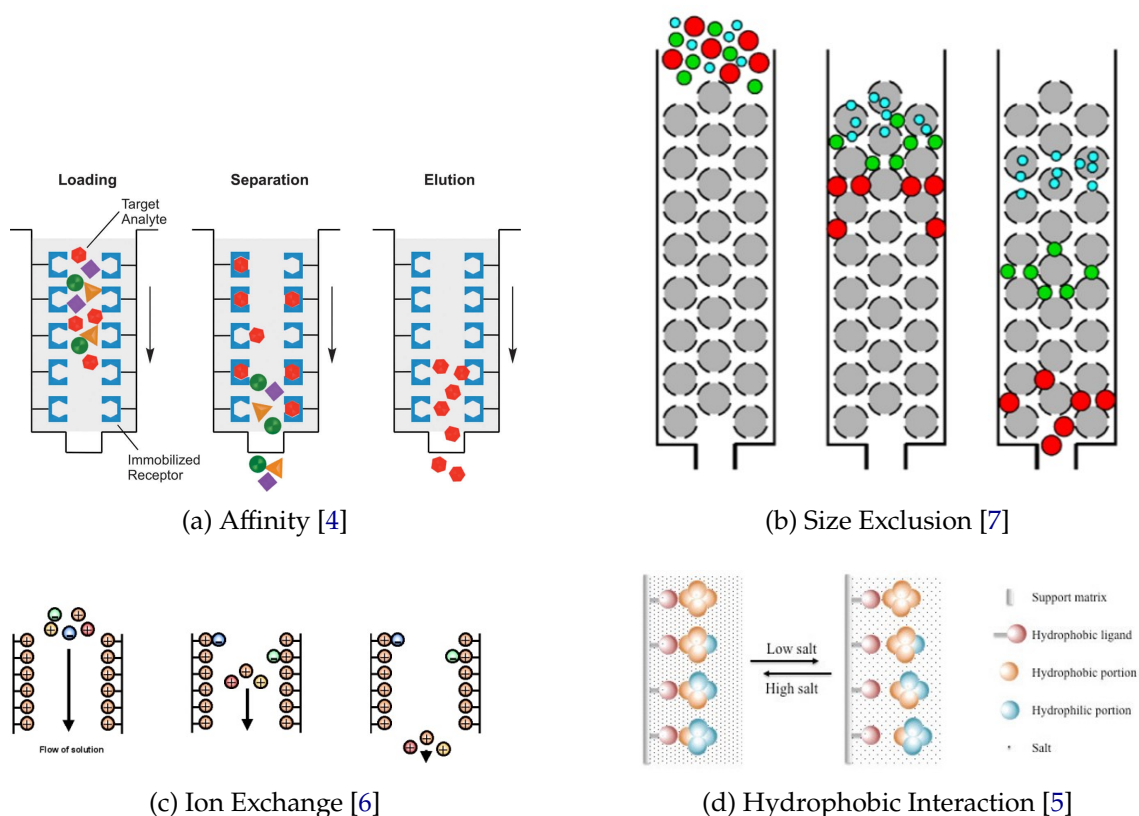 Loading
Separation
Elution
Target
Analyte
Immobilized
Receptor
(a) Affinity [4]
(b) Size Exclusion [7]
Flow of solution
(c) Ion Exchange [6]
Low salt
High salt
Support matrix
Hydrophobic ligand
Hydrophobic portion
Hydrophilic portion
Salt
(d) Hydrophobic Interaction [5]